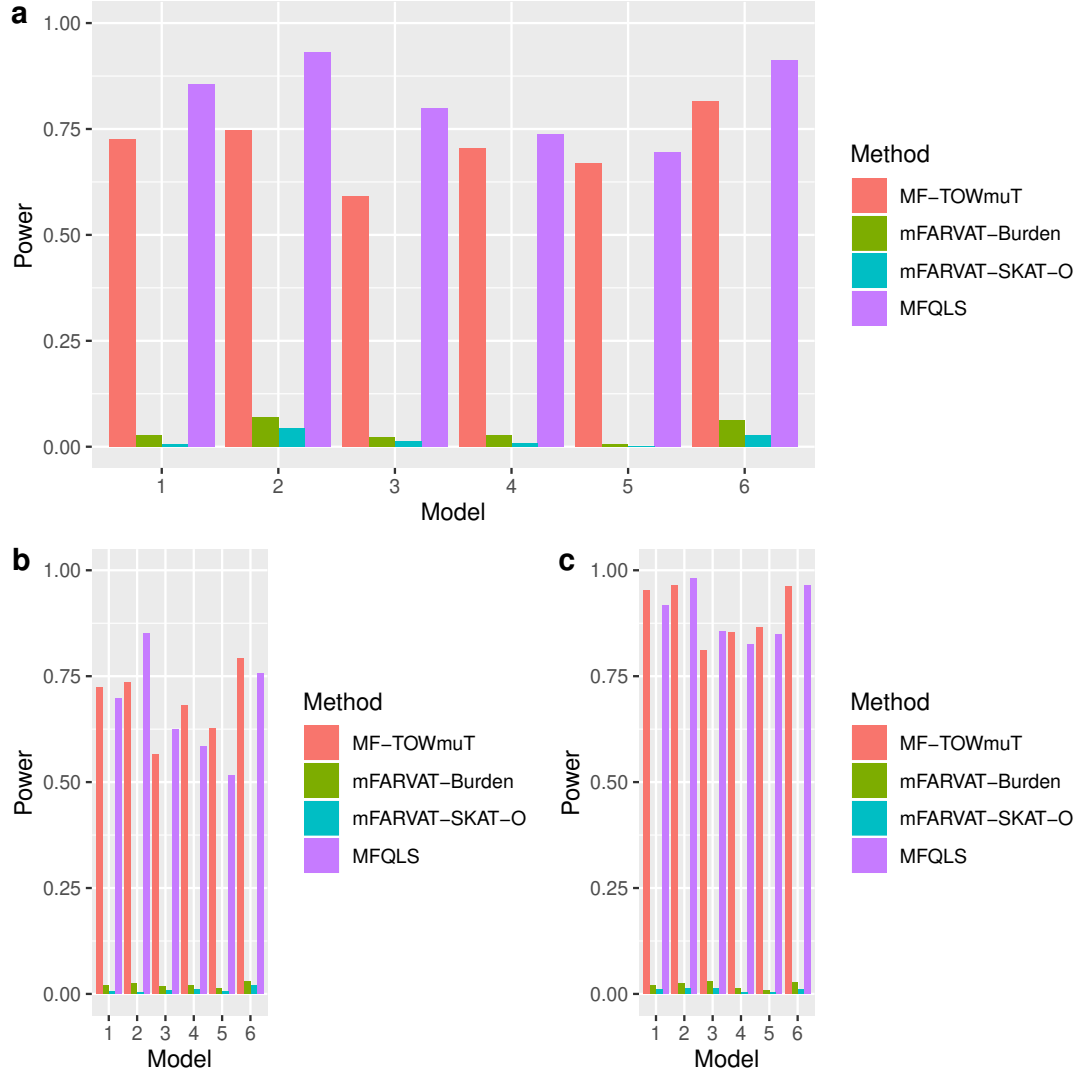 a
1.00
0.75
0.50
0.25
0.00
Power
1 2 3 4 5 6
Model
Method
MF−TOWmuT
mFARVAT−Burden
mFARVAT−SKAT−O
MFQLS
b
1.00
0.75
0.50
0.25
0.00
Power
1 2 3 4 5 6
Model
Method
MF−TOWmuT
mFARVAT−Burden
mFARVAT−SKAT−O
MFQLS
c
1.00
0.75
0.50
0.25
0.00
Power
1 2 3 4 5 6
Model
Method
MF−TOWmuT
mFARVAT−Burden
mFARVAT−SKAT−O
MFQLS